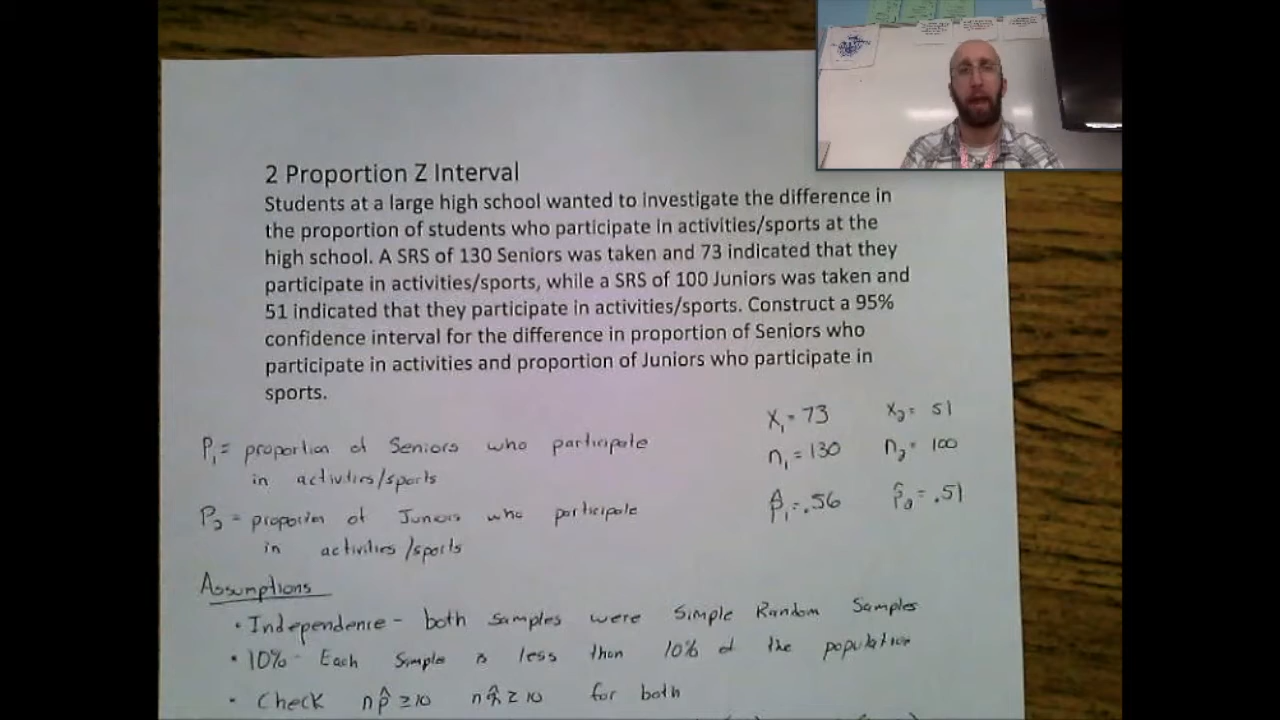 2 Proportion Z Interval
Students at a large high school wanted to investigate the difference in
the proportion of students who participate in activities/sports at the
high school. A SRS of 130 Seniors was taken and 73 indicated that they
participate in activities/sports, while a SRS of 100 Juniors was taken and
51 indicated that they participate in activities/sports. Construct a 95%
confidence interval for the difference in proportion of Seniors who
participate in activities and proportion of Juniors who participate in
sports.
X₁ = 73 X₂ = 51
P₁ = proportion of Seniors who participate
n₁ = 130 n₂ = 100
in activities/sports
p̂₁ = .56 p̂₂ = .51
P₂ = proportion of Juniors who participate
in activities/sports
Assumptions
• Independence - both samples were Simple Random Samples
• 10% - Each Sample is less than 10% of the population
• Check np̂ ≥ 10 nq̂ ≥ 10 for both